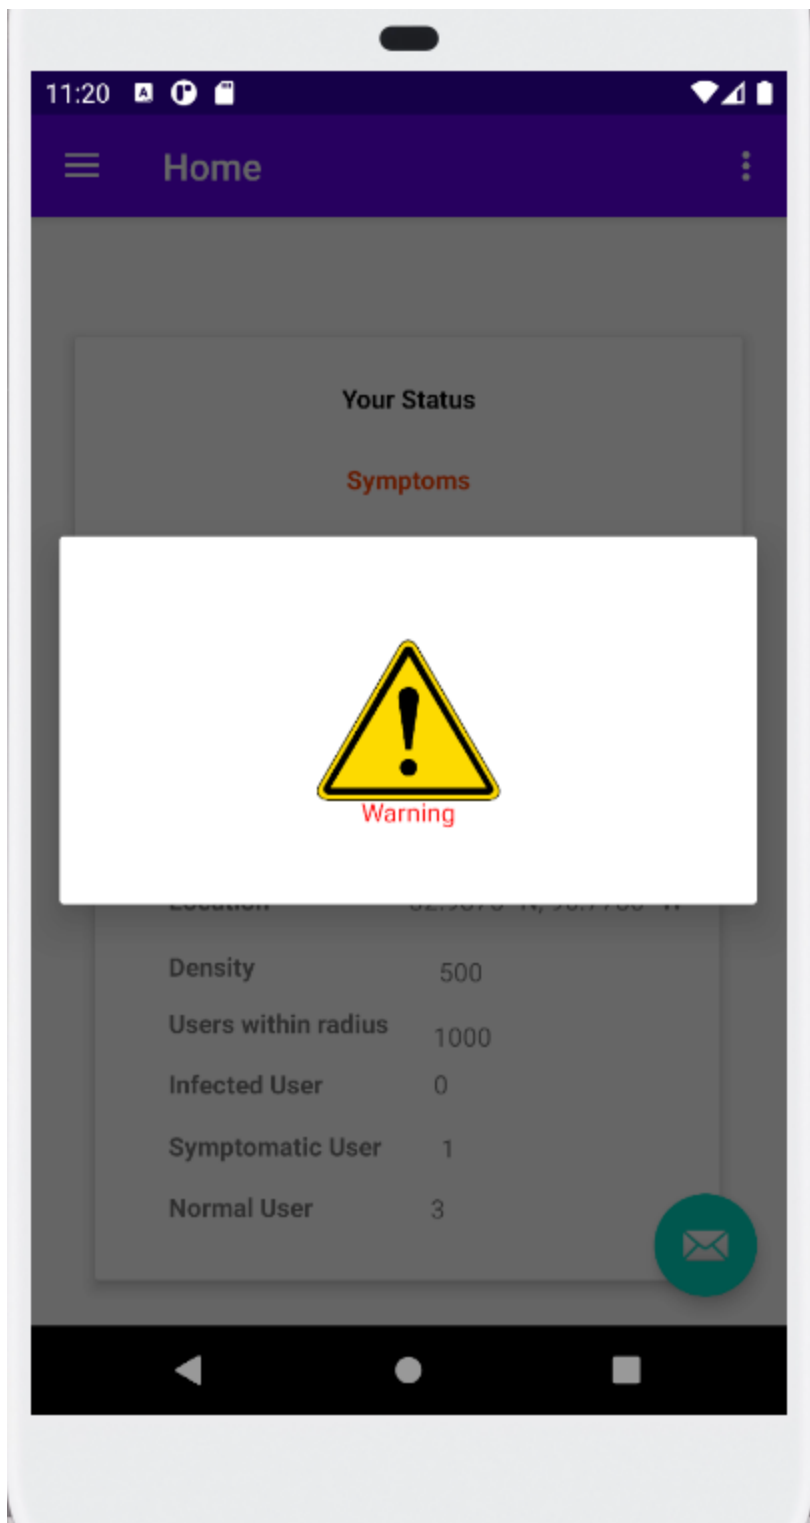 11:20
Home
Your Status
Symptoms
Warning
Location
Density 500
Users within radius 1000
Infected User 0
Symptomatic User 1
Normal User 3